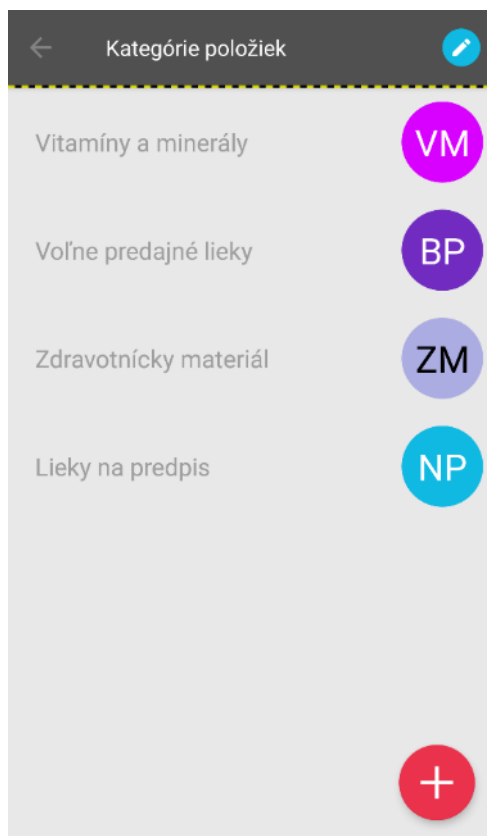 Kategórie položiek
Vitamíny a minerály
VM
Voľne predajné lieky
BP
Zdravotnícky materiál
ZM
Lieky na predpis
NP